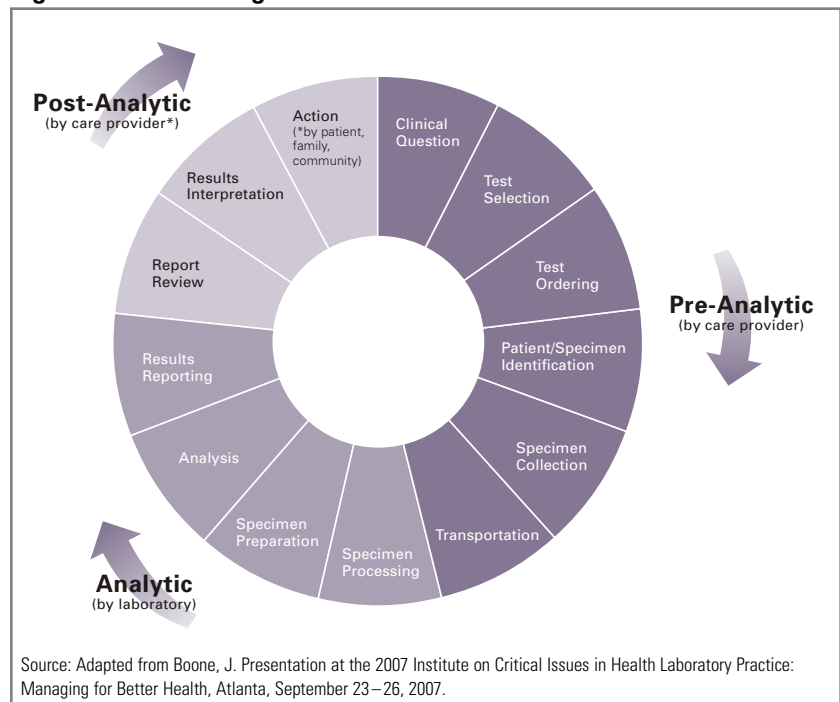 Post-Analytic
(by care provider*)
Action
(*by patient,
family,
community)
Clinical
Question
Test
Selection
Test
Ordering
Pre-Analytic
(by care provider)
Patient/Specimen
Identification
Specimen
Collection
Transportation
Specimen
Processing
Specimen
Preparation
Analytic
(by laboratory)
Analysis
Results
Reporting
Report
Review
Results
Interpretation
Source: Adapted from Boone, J. Presentation at the 2007 Institute on Critical Issues in Health Laboratory Practice:
Managing for Better Health, Atlanta, September 23–26, 2007.